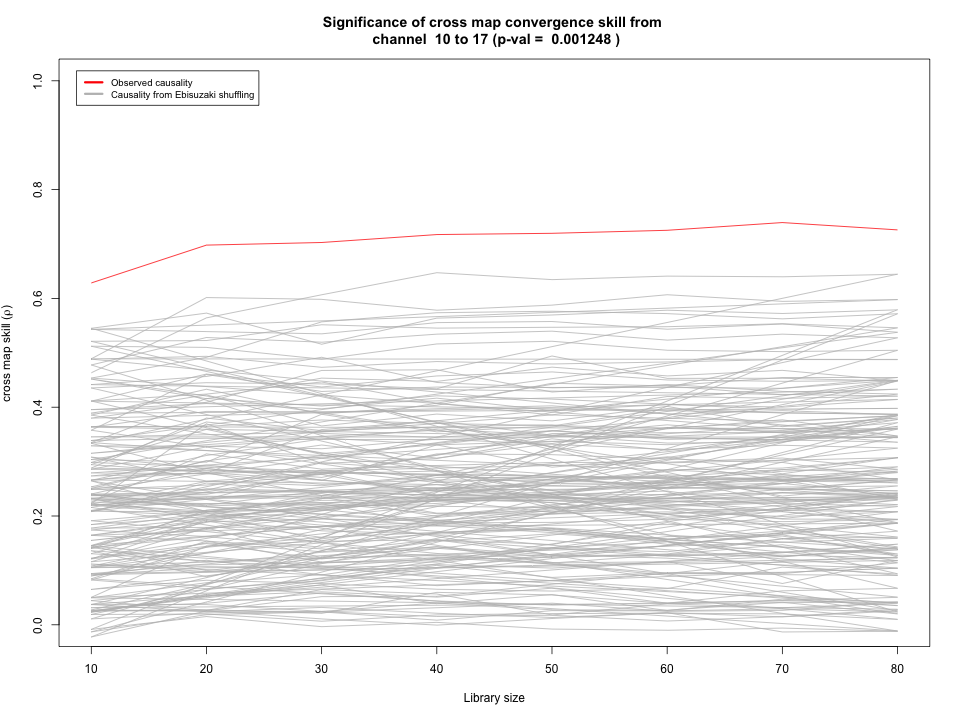 Significance of cross map convergence skill from
channel  10 to 17 (p-val =  0.001248 )
Observed causality
Causality from Ebisuzaki shuffling
cross map skill (ρ)
1.0
0.8
0.6
0.4
0.2
0.0
10 20 30 40 50 60 70 80
Library size